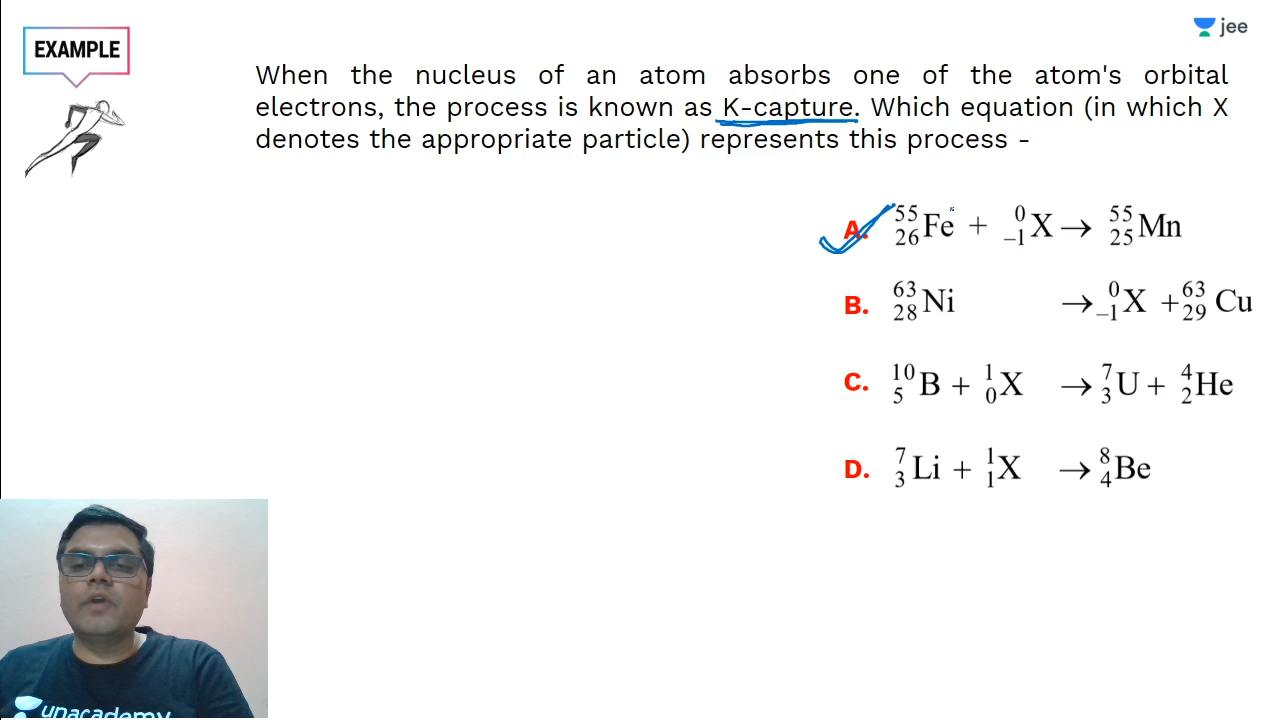 jee
EXAMPLE
When the nucleus of an atom absorbs one of the atom's orbital
electrons, the process is known as K-capture. Which equation (in which X
denotes the appropriate particle) represents this process -
A. ⁵⁵₂₆Fe + ⁰₋₁X → ⁵⁵₂₅Mn
B. ⁶³₂₈Ni → ⁰₋₁X + ⁶³₂₉Cu
C. ¹⁰₅B + ¹₀X → ⁷₃U + ⁴₂He
D. ⁷₃Li + ¹₁X → ⁸₄Be
unacademy